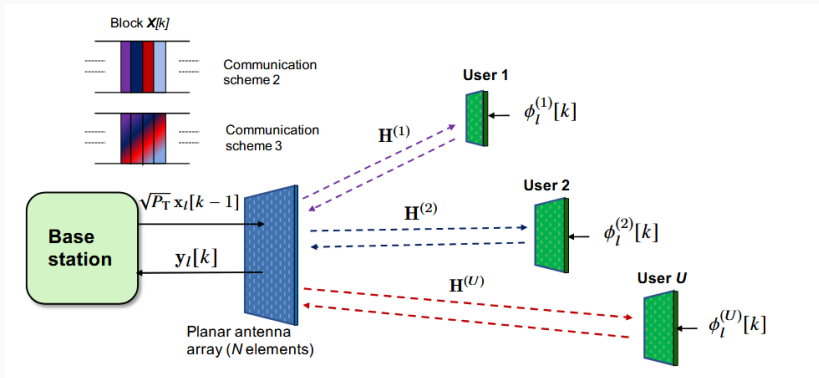 Block X[k]
Communication
scheme 2
Communication
scheme 3
User 1
H^{(1)}
ϕ_l^{(1)}[k]
User 2
H^{(2)}
ϕ_l^{(2)}[k]
√P_T x_l[k − 1]
Base
station
y_l[k]
User U
H^{(U)}
ϕ_l^{(U)}[k]
Planar antenna
array (N elements)